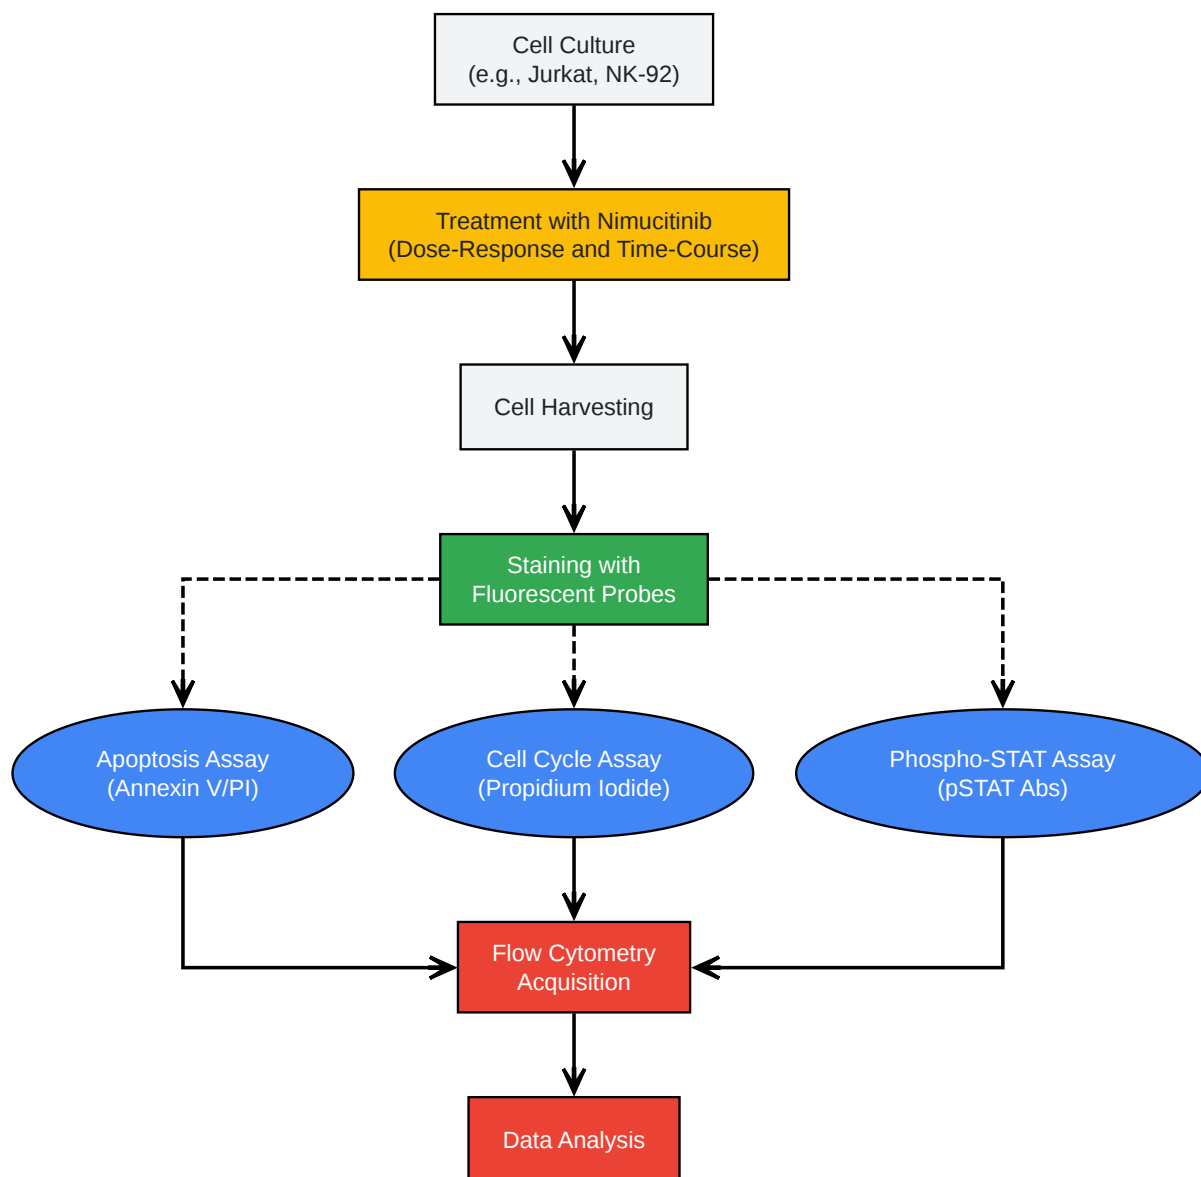 Cell Culture
(e.g., Jurkat, NK-92)
Treatment with Nimucitinib
(Dose-Response and Time-Course)
Cell Harvesting
Staining with
Fluorescent Probes
Apoptosis Assay
(Annexin V/PI)
Cell Cycle Assay
(Propidium Iodide)
Phospho-STAT Assay
(pSTAT Abs)
Flow Cytometry
Acquisition
Data Analysis